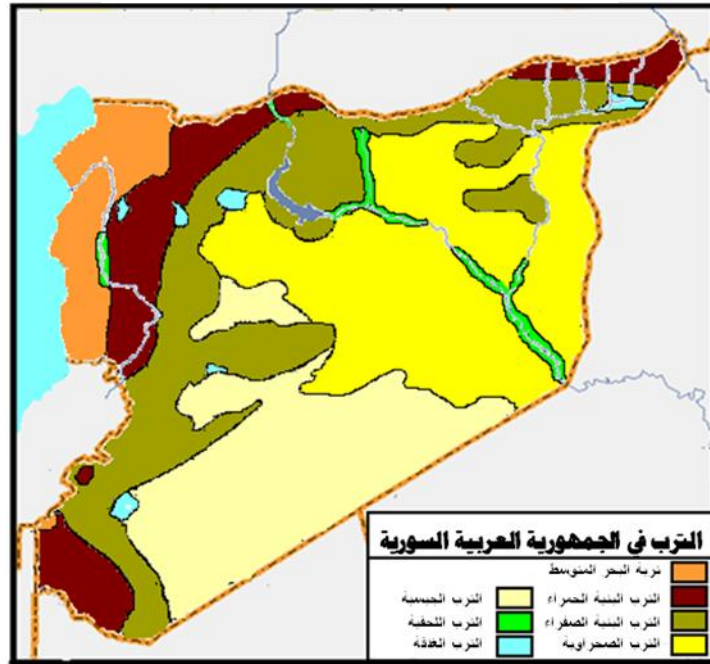 الترب في الجمهورية العربية السورية
تربة البحر المتوسط
الترب البنية الحمراء
الترب الجبسية
الترب البنية الصفراء
الترب اللحقية
الترب الصحراوية
الترب الغدقة